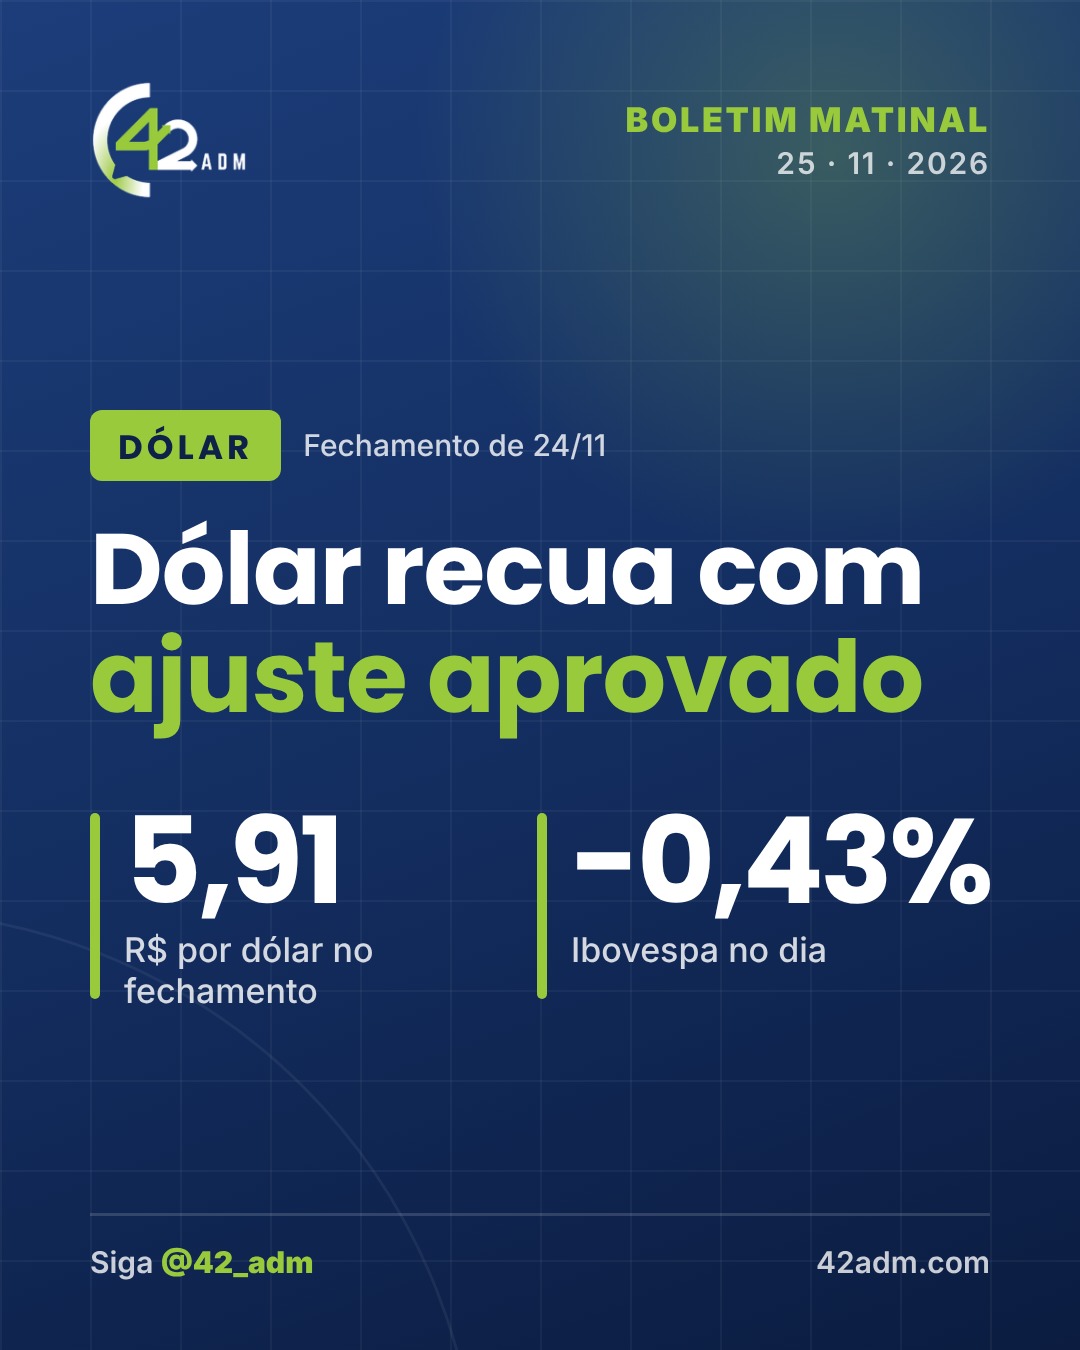 42 ADM
BOLETIM MATINAL
25 · 11 · 2026
DÓLAR
Fechamento de 24/11
Dólar recua com
ajuste aprovado
5,91
R$ por dólar no
fechamento
−0,43%
Ibovespa no dia
Siga @42_adm
42adm.com